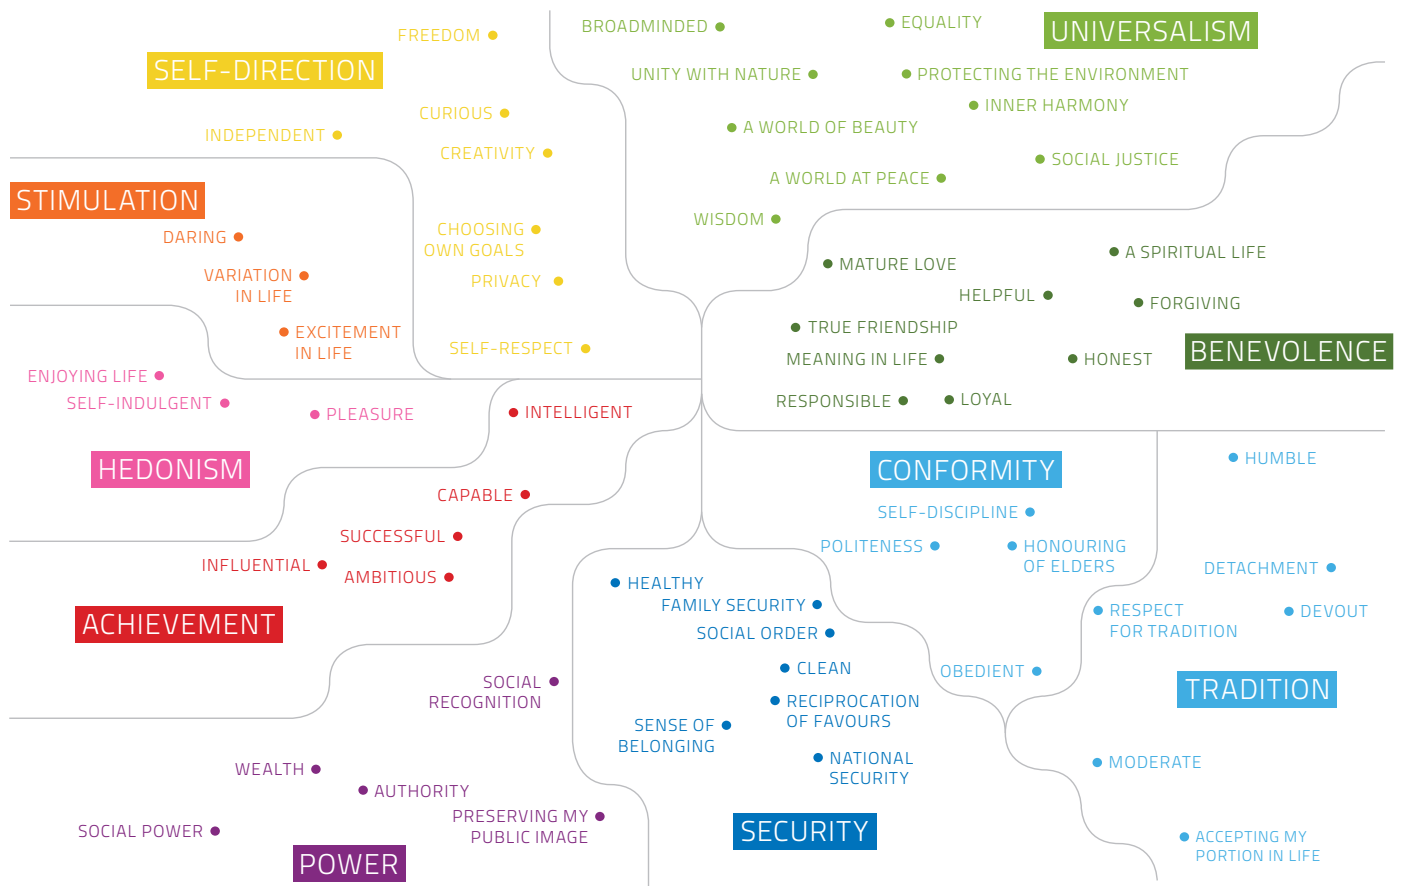 UNIVERSALISM
BROADMINDED
EQUALITY
UNITY WITH NATURE
PROTECTING THE ENVIRONMENT
INNER HARMONY
A WORLD OF BEAUTY
SOCIAL JUSTICE
A WORLD AT PEACE
WISDOM
SELF-DIRECTION
FREEDOM
CURIOUS
INDEPENDENT
CREATIVITY
CHOOSING
OWN GOALS
PRIVACY
SELF-RESPECT
STIMULATION
DARING
VARIATION
IN LIFE
EXCITEMENT
IN LIFE
ENJOYING LIFE
SELF-INDULGENT
PLEASURE
HEDONISM
INTELLIGENT
CAPABLE
SUCCESSFUL
INFLUENTIAL
AMBITIOUS
ACHIEVEMENT
MATURE LOVE
A SPIRITUAL LIFE
HELPFUL
FORGIVING
TRUE FRIENDSHIP
MEANING IN LIFE
HONEST
BENEVOLENCE
RESPONSIBLE
LOYAL
CONFORMITY
SELF-DISCIPLINE
POLITENESS
HONOURING
OF ELDERS
OBEDIENT
HUMBLE
DETACHMENT
RESPECT
FOR TRADITION
DEVOUT
TRADITION
MODERATE
ACCEPTING MY
PORTION IN LIFE
HEALTHY
FAMILY SECURITY
SOCIAL ORDER
CLEAN
RECIPROCATION
OF FAVOURS
SENSE OF
BELONGING
NATIONAL
SECURITY
SECURITY
SOCIAL
RECOGNITION
WEALTH
AUTHORITY
PRESERVING MY
PUBLIC IMAGE
SOCIAL POWER
POWER